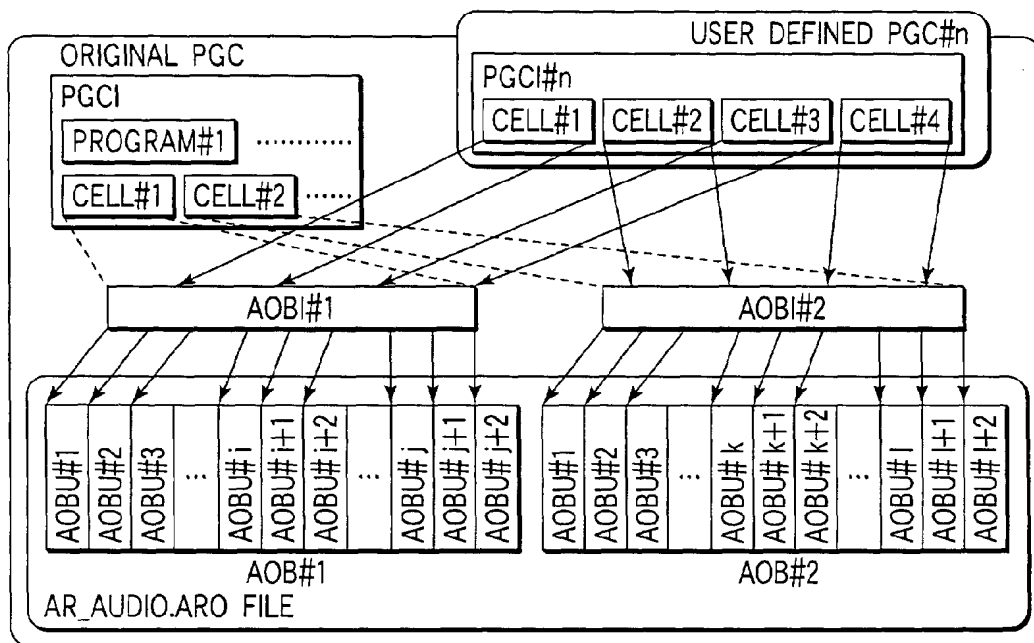 ORIGINAL PGC
PGCI
PROGRAM#1 ............
CELL#1 CELL#2 ......
USER DEFINED PGC#n
PGCI#n
CELL#1 CELL#2 CELL#3 CELL#4
AOBI#1 AOBI#2
AOBU#1 AOBU#2 AOBU#3 ... AOBU#i AOBU#i+1 AOBU#i+2 ... AOBU#j AOBU#j+1 AOBU#j+2
AOBU#1 AOBU#2 AOBU#3 ... AOBU#k AOBU#k+1 AOBU#k+2 ... AOBU#l AOBU#l+1 AOBU#l+2
AOB#1 AOB#2
AR_AUDIO.ARO FILE